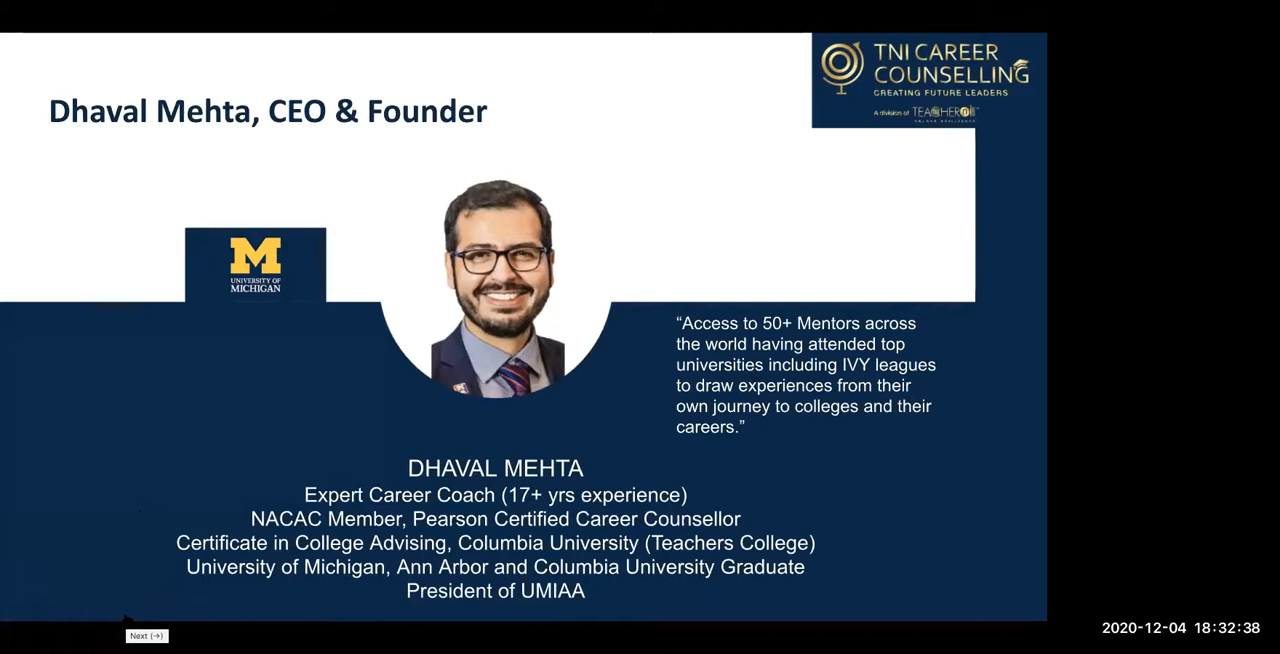 TNI CAREER
COUNSELLING
CREATING FUTURE LEADERS
A division of TEACHER
Dhaval Mehta, CEO & Founder
M
UNIVERSITY OF
MICHIGAN
“Access to 50+ Mentors across
the world having attended top
universities including IVY leagues
to draw experiences from their
own journey to colleges and their
careers.”
DHAVAL MEHTA
Expert Career Coach (17+ yrs experience)
NACAC Member, Pearson Certified Career Counsellor
Certificate in College Advising, Columbia University (Teachers College)
University of Michigan, Ann Arbor and Columbia University Graduate
President of UMIAA
Next (→)
2020-12-04 18:32:38